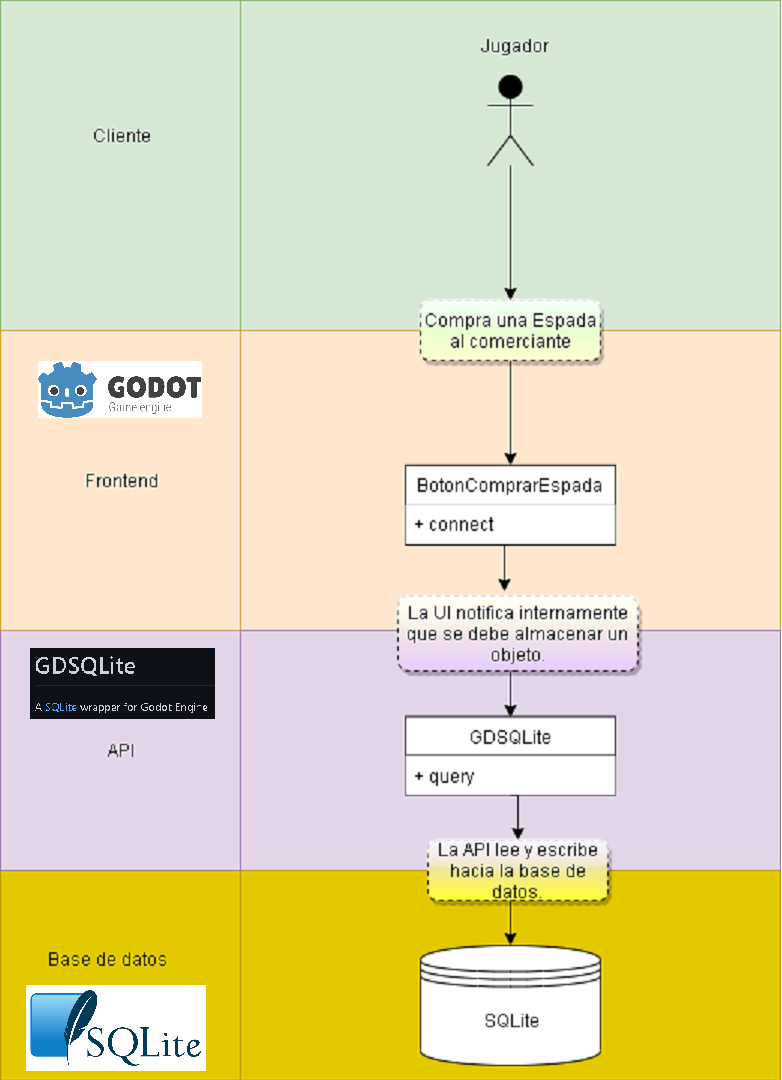 Jugador
Cliente
Compra una Espada
al comerciante
GODOT
Game engine
Frontend
BotonComprarEspada
+ connect
La UI notifica internamente
que se debe almacenar un
objeto.
GDSQLite
A SQLite wrapper for Godot Engine
API
GDSQLite
+ query
La API lee y escribe
hacia la base de
datos.
Base de datos
SQLite
SQLite